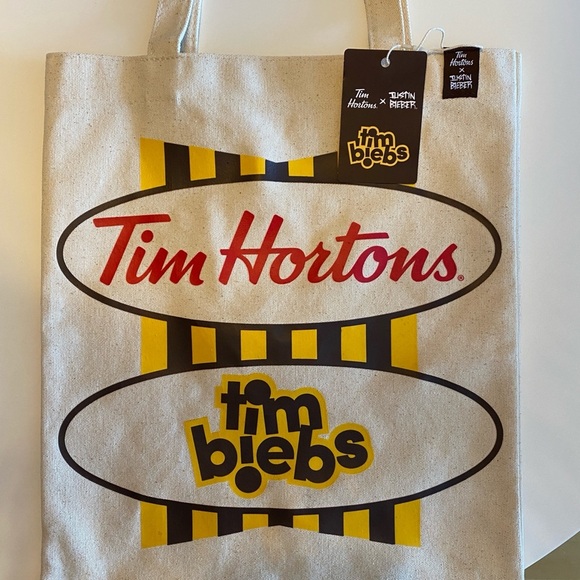 Tim Hortons × JUSTIN BIEBER
tim
biebs
Tim
Hortons
×
JUSTIN
BIEBER
Tim Hortons®
tim
biebs